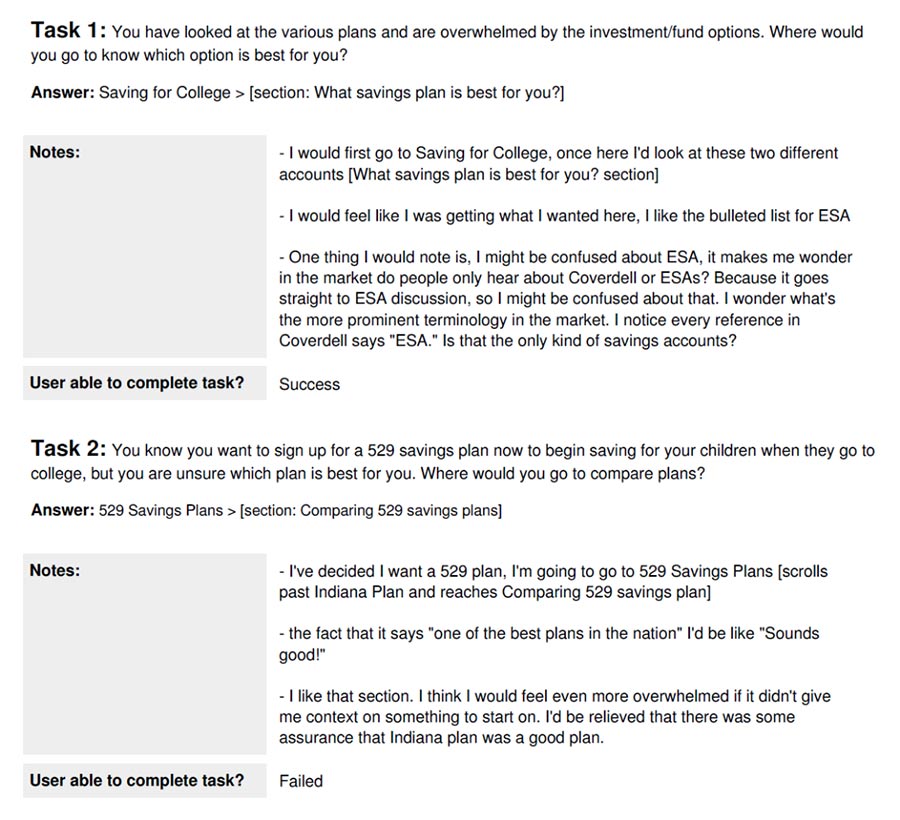 Task 1: You have looked at the various plans and are overwhelmed by the investment/fund options. Where would
you go to know which option is best for you?
Answer: Saving for College > [section: What savings plan is best for you?]
Notes:
- I would first go to Saving for College, once here I'd look at these two different
accounts [What savings plan is best for you? section]
- I would feel like I was getting what I wanted here, I like the bulleted list for ESA
- One thing I would note is, I might be confused about ESA, it makes me wonder
in the market do people only hear about Coverdell or ESAs? Because it goes
straight to ESA discussion, so I might be confused about that. I wonder what's
the more prominent terminology in the market. I notice every reference in
Coverdell says "ESA." Is that the only kind of savings accounts?
User able to complete task?
Success
Task 2: You know you want to sign up for a 529 savings plan now to begin saving for your children when they go to
college, but you are unsure which plan is best for you. Where would you go to compare plans?
Answer: 529 Savings Plans > [section: Comparing 529 savings plans]
Notes:
- I've decided I want a 529 plan, I'm going to go to 529 Savings Plans [scrolls
past Indiana Plan and reaches Comparing 529 savings plan]
- the fact that it says "one of the best plans in the nation" I'd be like "Sounds
good!"
- I like that section. I think I would feel even more overwhelmed if it didn't give
me context on something to start on. I'd be relieved that there was some
assurance that Indiana plan was a good plan.
User able to complete task?
Failed